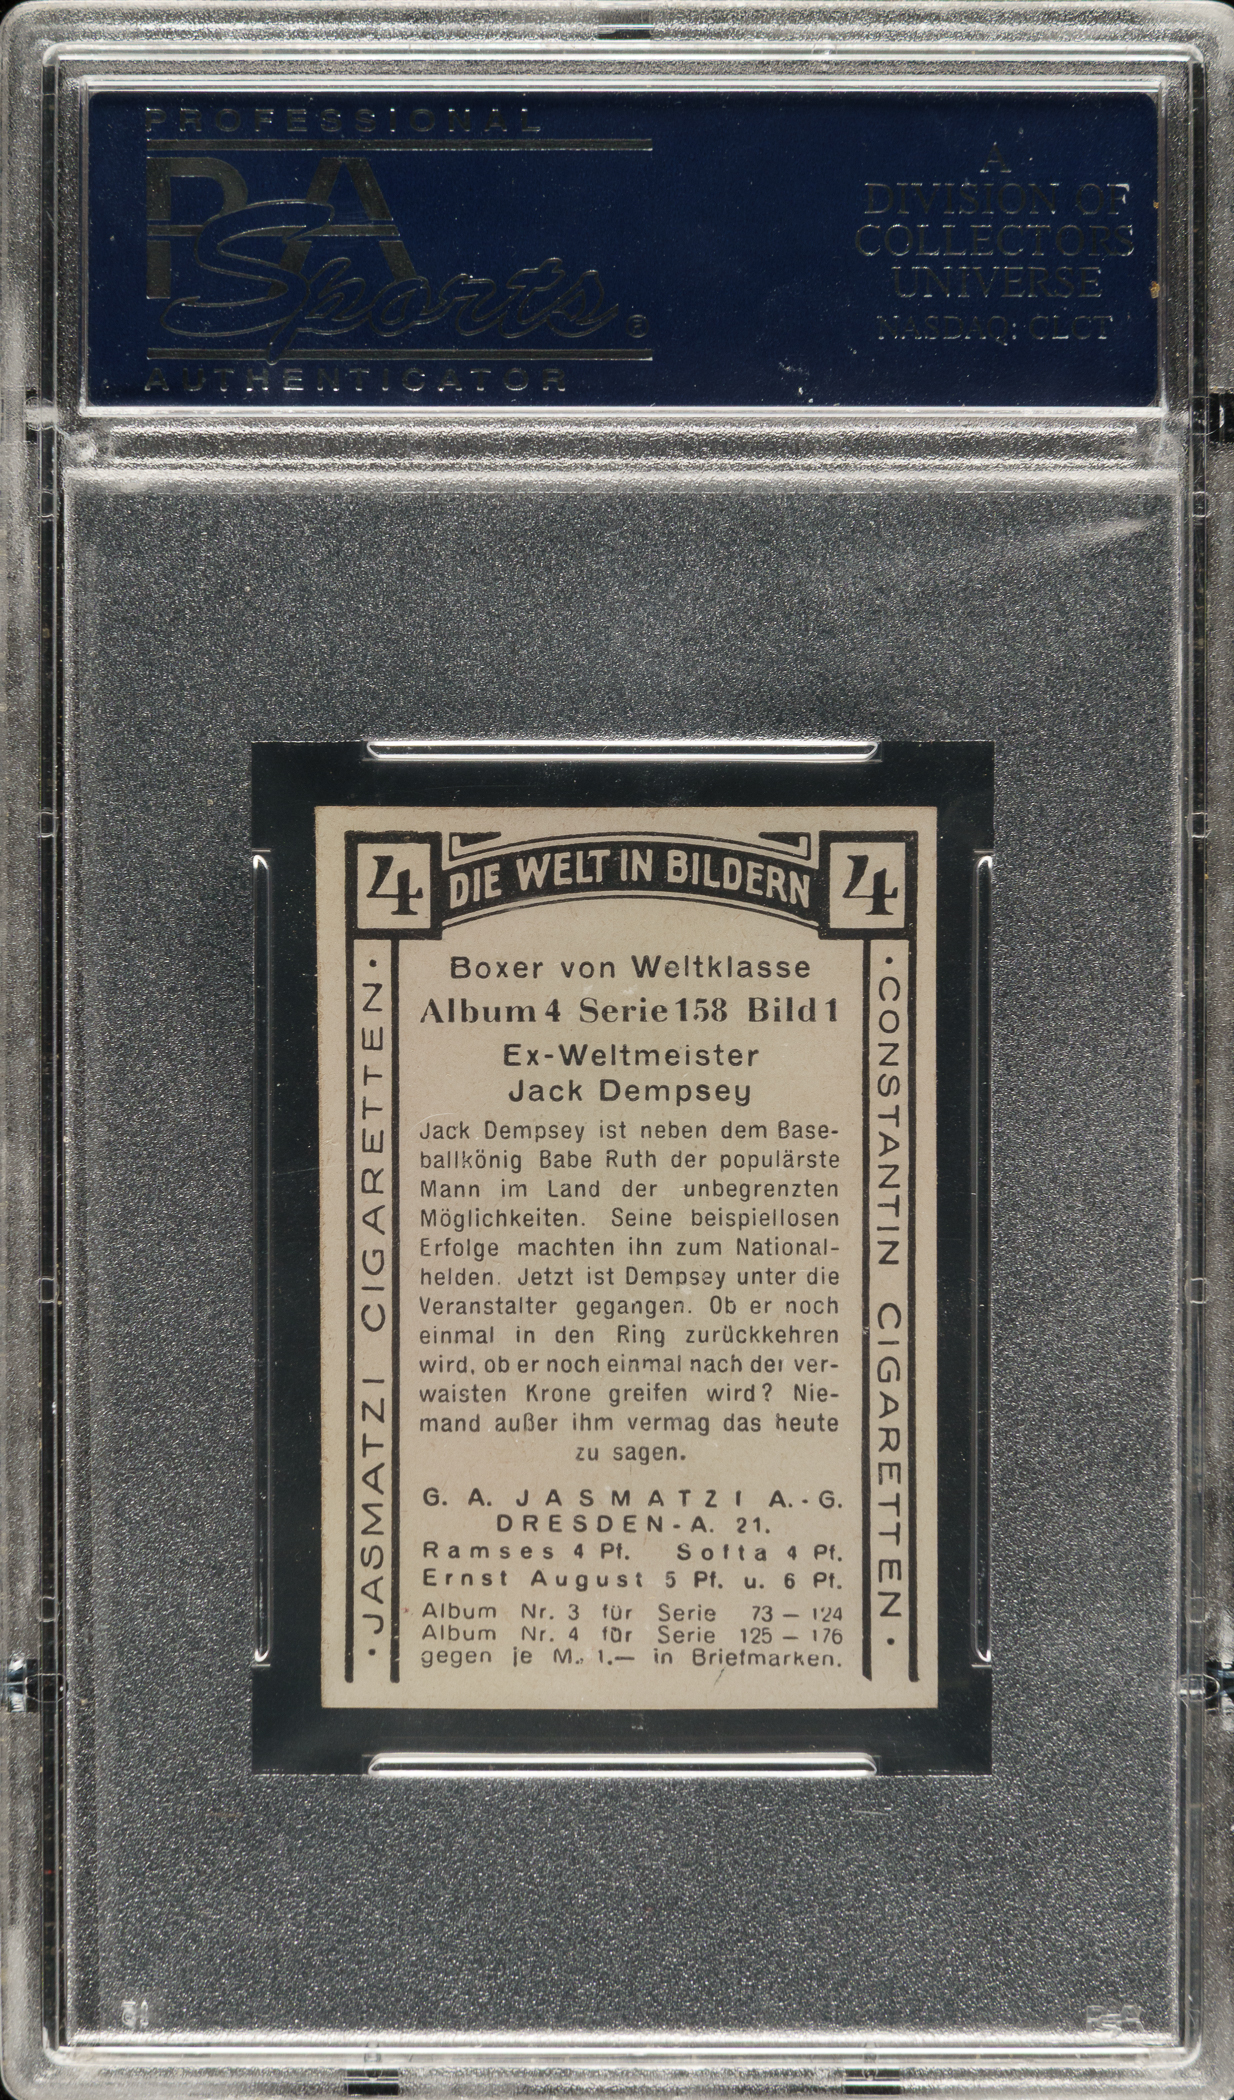 PROFESSIONAL
PSA
Sports ®
AUTHENTICATOR
A
DIVISION OF
COLLECTORS
UNIVERSE
NASDAQ: CLCT
4 DIE WELT IN BILDERN 4
Boxer von Weltklasse
Album 4 Serie 158 Bild 1
Ex-Weltmeister
Jack Dempsey
Jack Dempsey ist neben dem Base-
ballkönig Babe Ruth der populärste
Mann im Land der unbegrenzten
Möglichkeiten. Seine beispiellosen
Erfolge machten ihn zum National-
helden. Jetzt ist Dempsey unter die
Veranstalter gegangen. Ob er noch
einmal in den Ring zurückkehren
wird, ob er noch einmal nach der ver-
waisten Krone greifen wird? Nie-
mand außer ihm vermag das heute
zu sagen.
G. A. JASMATZI A.-G.
DRESDEN-A. 21.
Ramses 4 Pf. Sotta 4 Pf.
Ernst August 5 Pf. u. 6 Pf.
Album Nr. 3 für Serie 73 — 124
Album Nr. 4 für Serie 125 — 176
gegen je M. 1.— in Briefmarken.
· JASMATZI CIGARETTEN ·
· CONSTANTIN CIGARETTEN ·
PSA